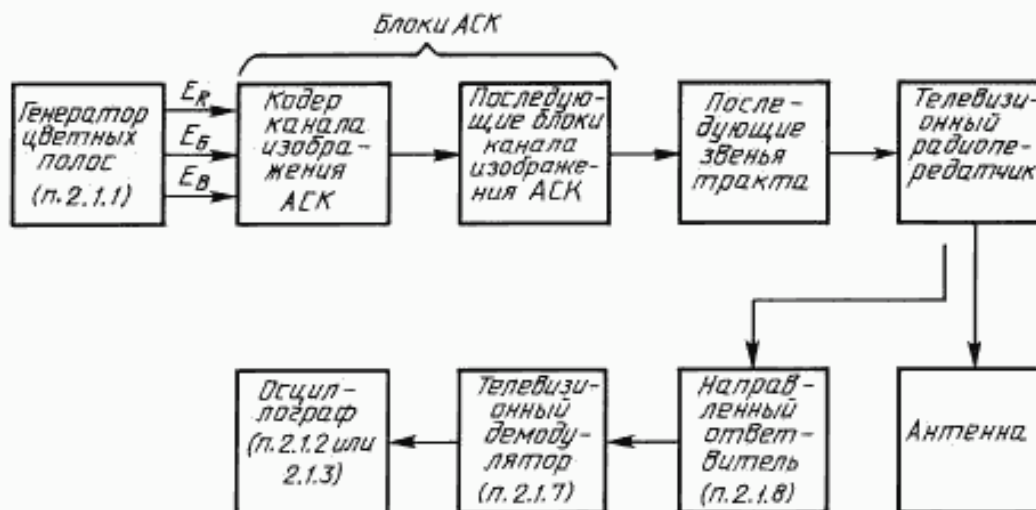 Блоки АСК
Генератор
цветных
полос
(п. 2.1.1)
E_R
E_Б
E_В
Кодер
канала
изобра-
жения
АСК
Последую-
щие блоки
канала
изображе-
ния АСК
После-
дующие
звенья
тракта
Телевизи-
онный
радиопе-
редатчик
Осцил-
лограф
(п. 2.1.2 или
2.1.3)
Телевизи-
онный
демоду-
лятор
(п. 2.1.7)
Направ-
ленный
ответ-
витель
(п. 2.1.8)
Антенна